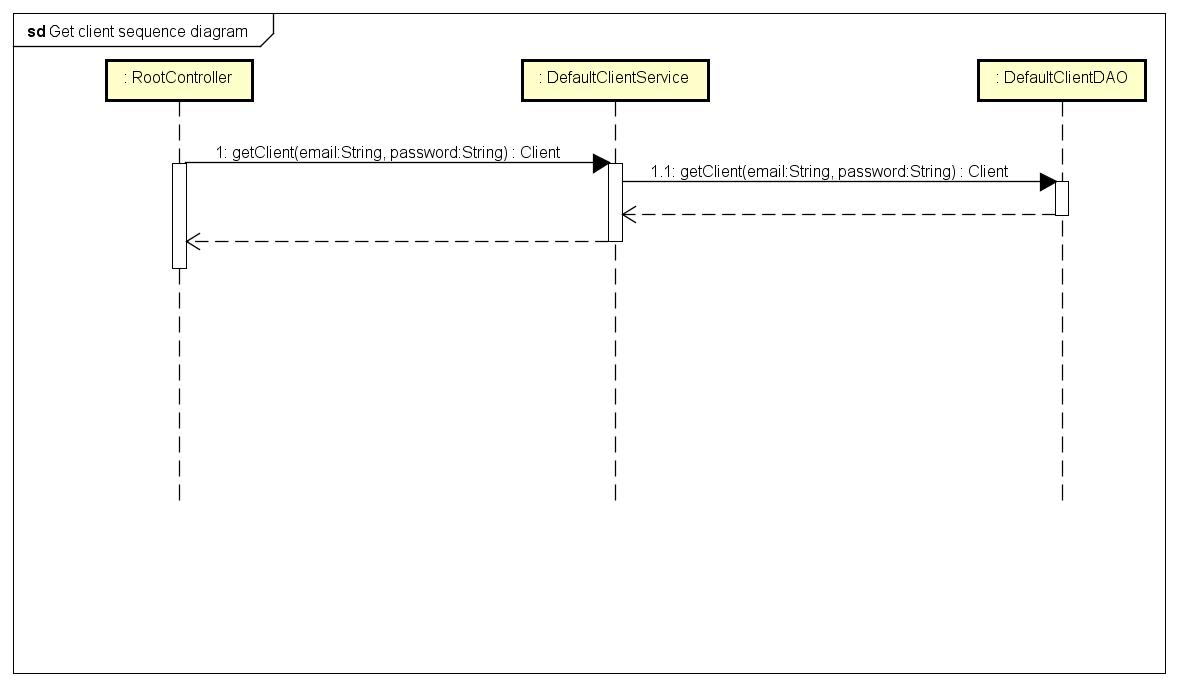 sd Get client sequence diagram
: RootController
: DefaultClientService
: DefaultClientDAO
1: getClient(email:String, password:String) : Client
1.1: getClient(email:String, password:String) : Client